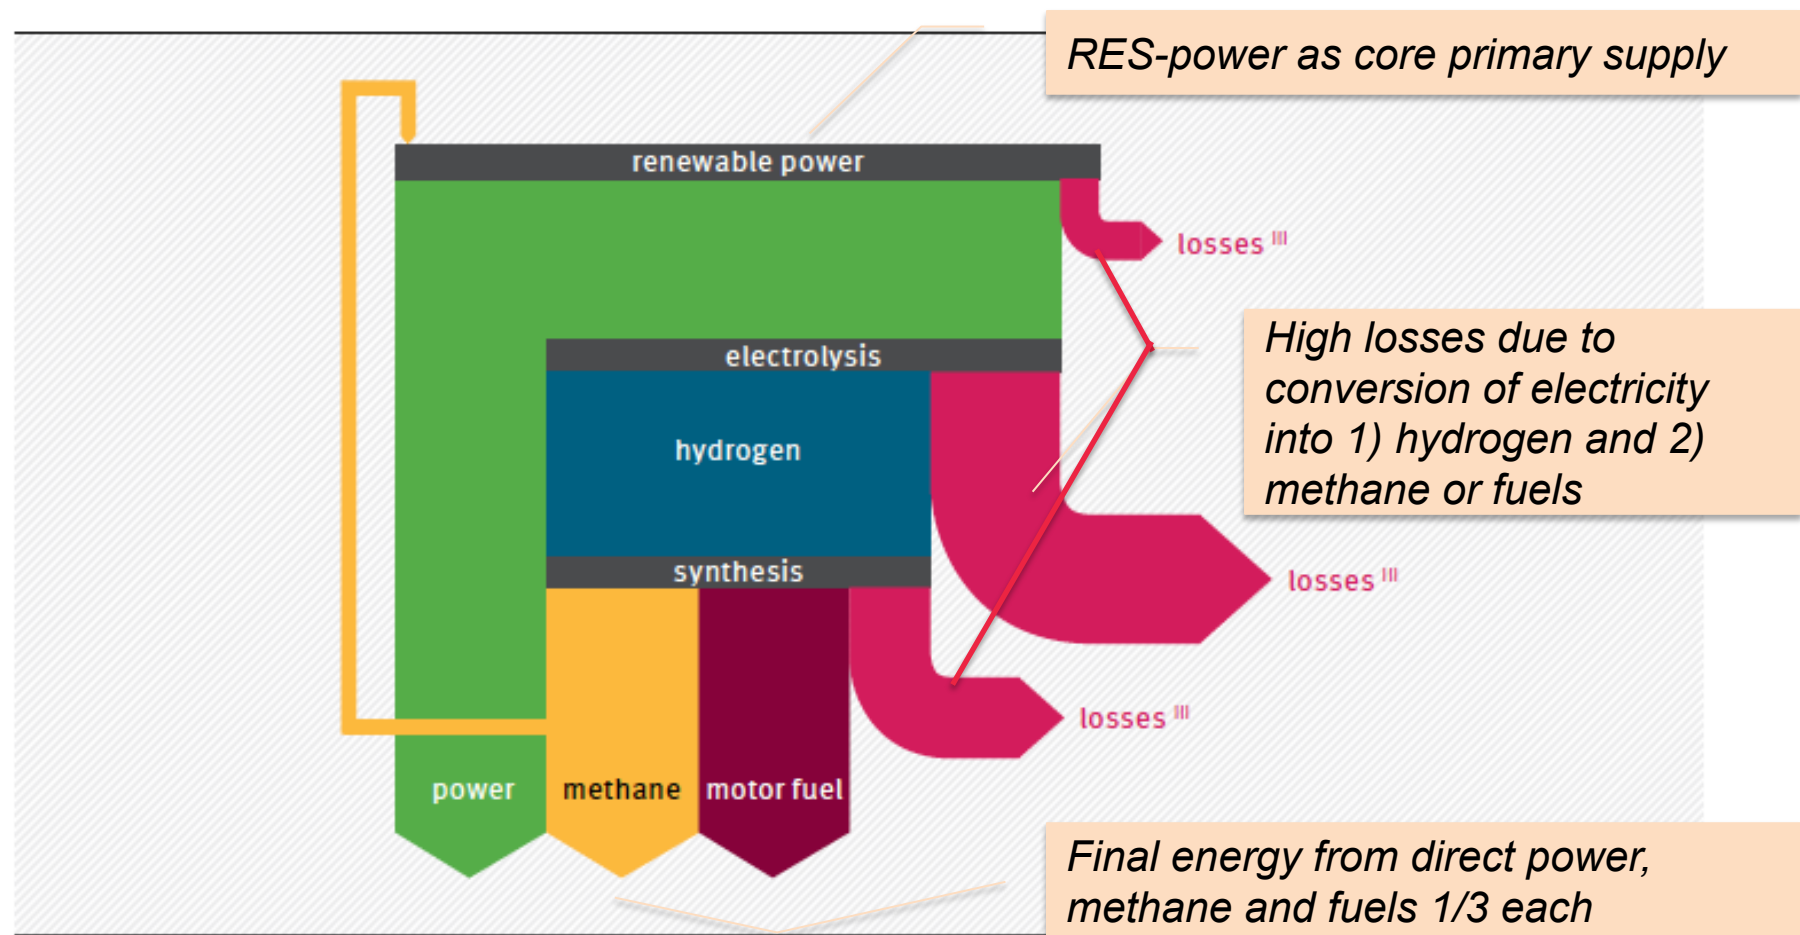 RES-power as core primary supply
renewable power
losses III
High losses due to
conversion of electricity
into 1) hydrogen and 2)
methane or fuels
electrolysis
hydrogen
synthesis
losses III
losses III
power
methane
motor fuel
Final energy from direct power,
methane and fuels 1/3 each